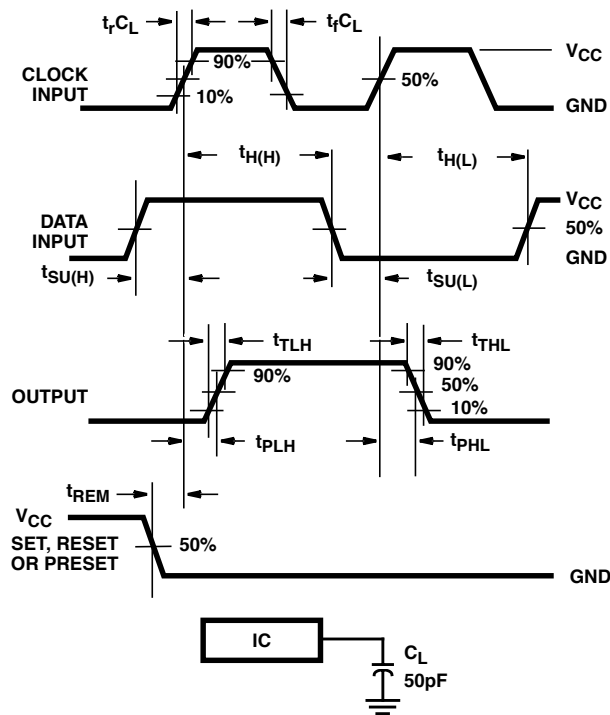 trCL
tfCL
VCC
90%
CLOCK
INPUT
50%
10%
GND
tH(H)
tH(L)
VCC
DATA
INPUT
50%
GND
tSU(H)
tSU(L)
tTLH
tTHL
90%
90%
50%
OUTPUT
10%
tPLH
tPHL
tREM
VCC
SET, RESET
OR PRESET
50%
GND
IC
CL
50pF